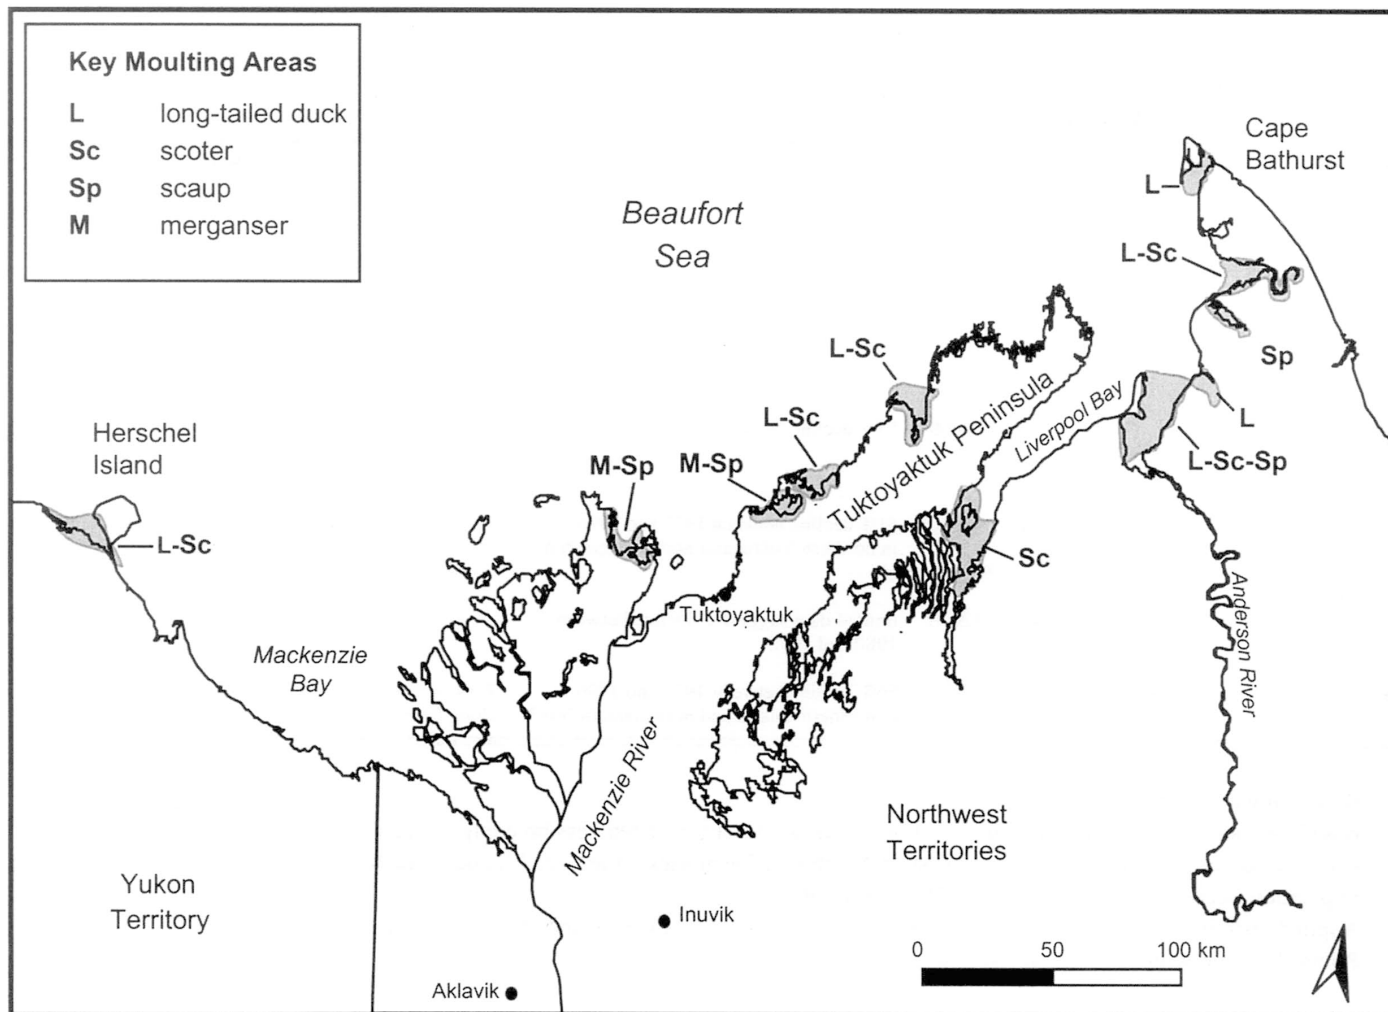 Key Moulting Areas
L long-tailed duck
Sc scoter
Sp scaup
M merganser
Cape
Bathurst
L
Beaufort
Sea
L-Sc
L-Sc
Sp
Tuktoyaktuk Peninsula
Liverpool Bay
L
L-Sc
Herschel
Island
M-Sp
M-Sp
L-Sc-Sp
L-Sc
Sc
Tuktoyaktuk
Anderson River
Mackenzie
Bay
Mackenzie River
Northwest
Territories
Yukon
Territory
Inuvik
0 50 100 km
Aklavik